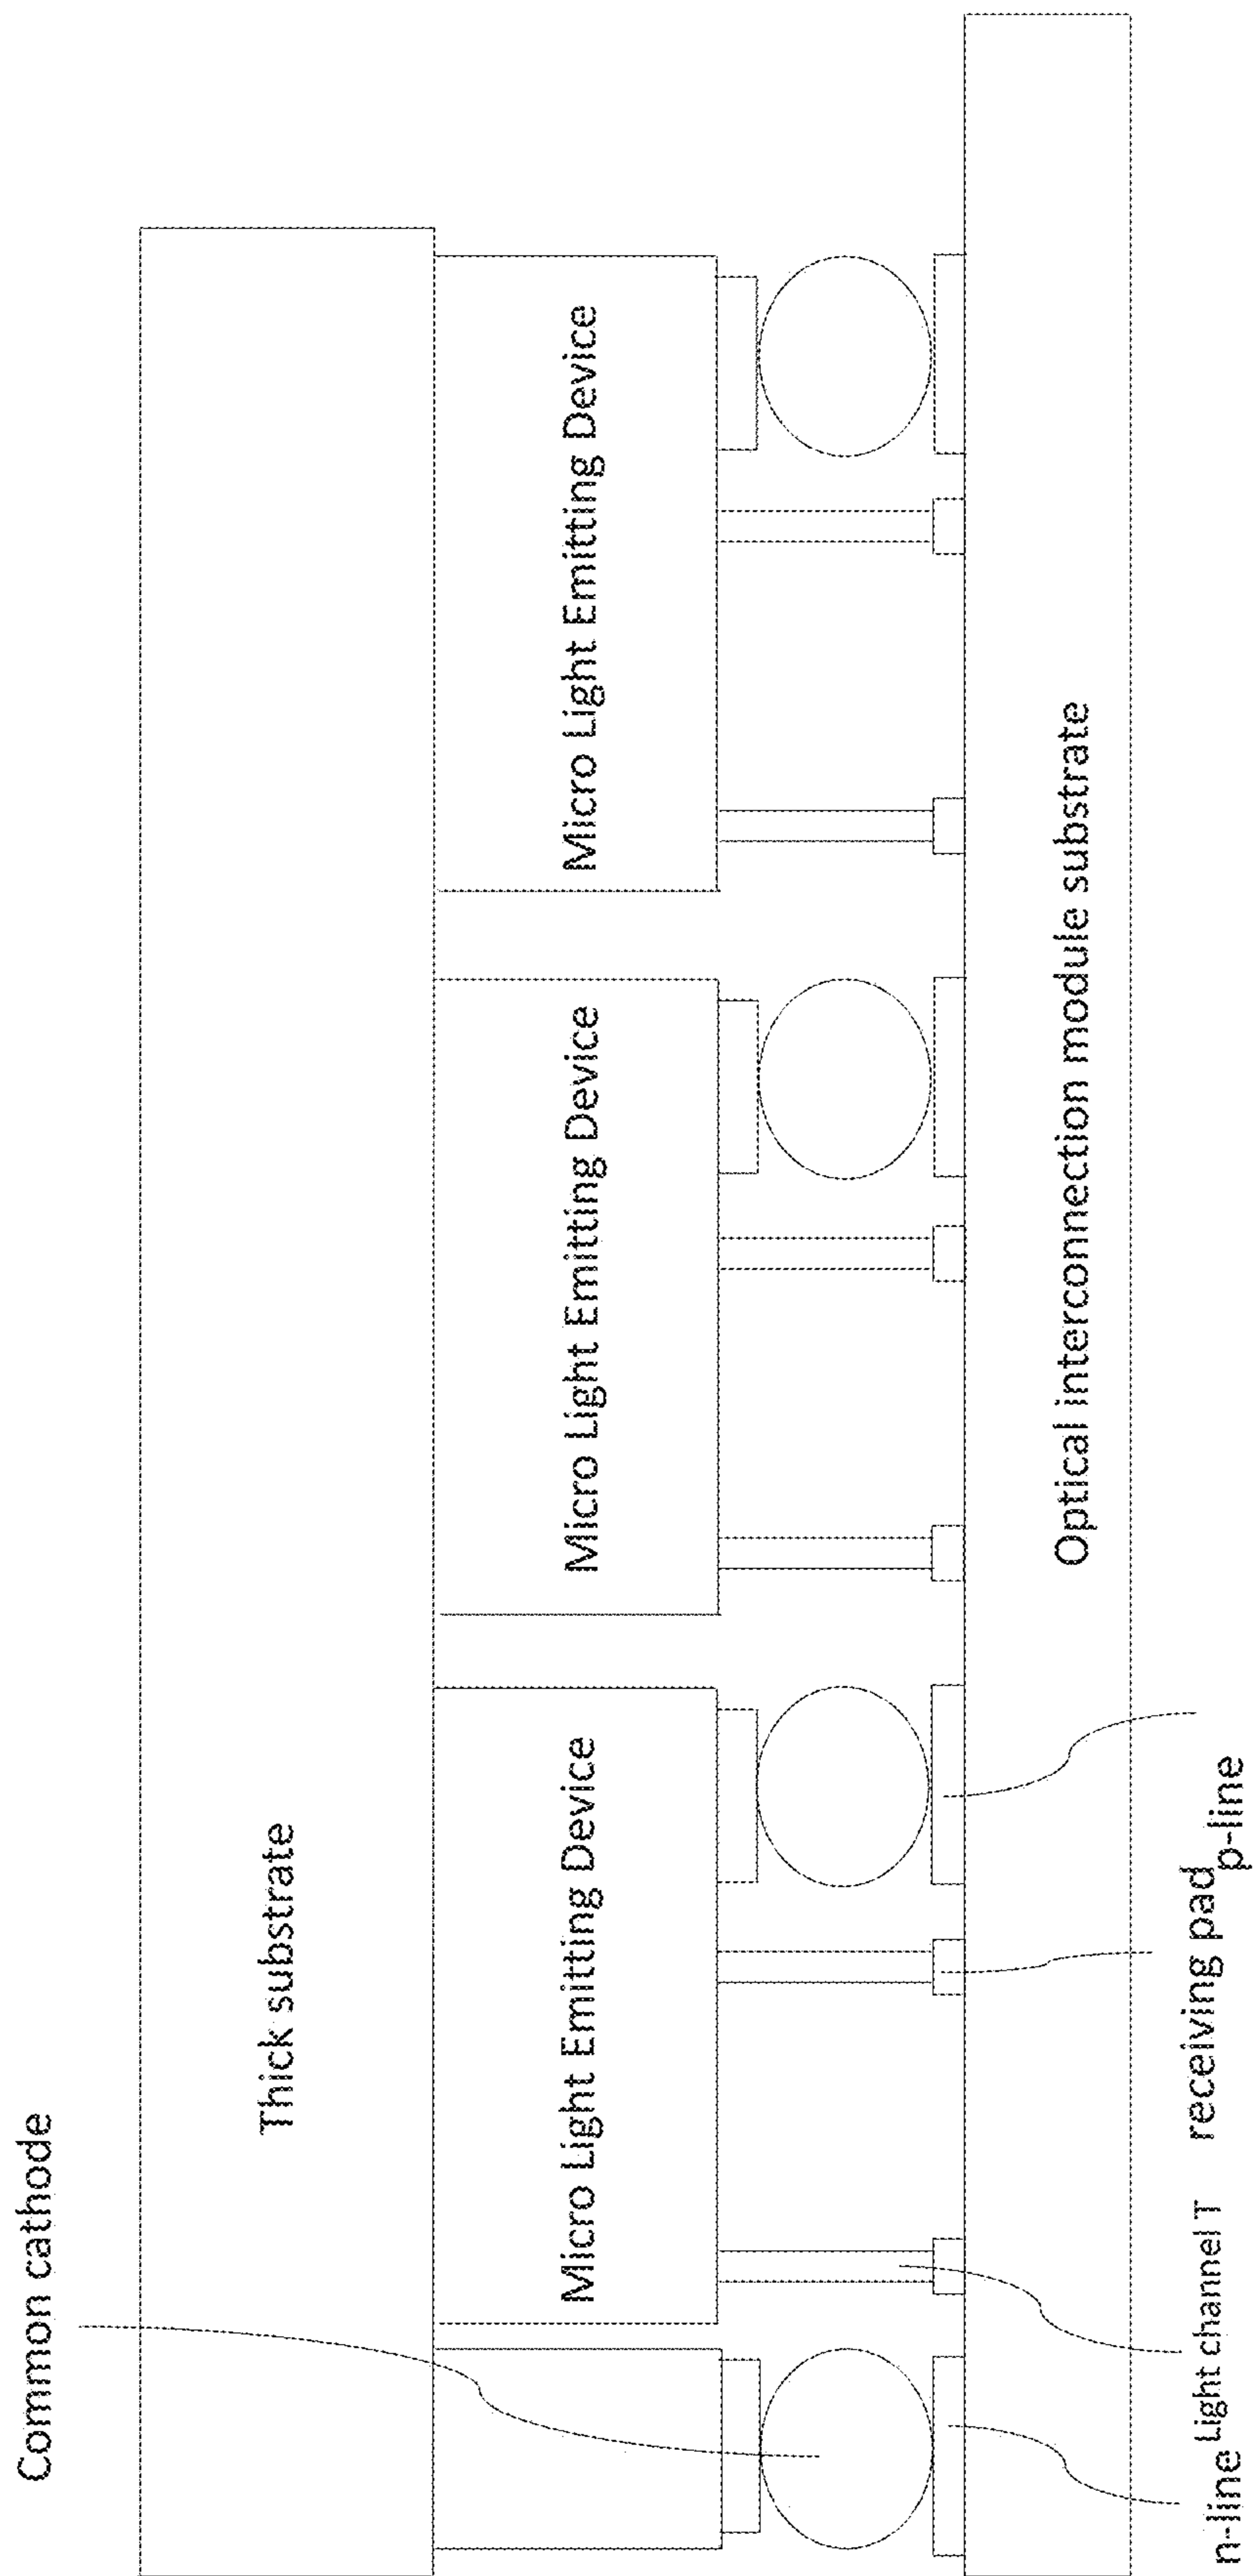 Common cathode
Thick substrate
Micro Light Emitting Device
Micro Light Emitting Device
Micro Light Emitting Device
Optical interconnection module substrate
n-line
Light channel T
receiving pad
p-line